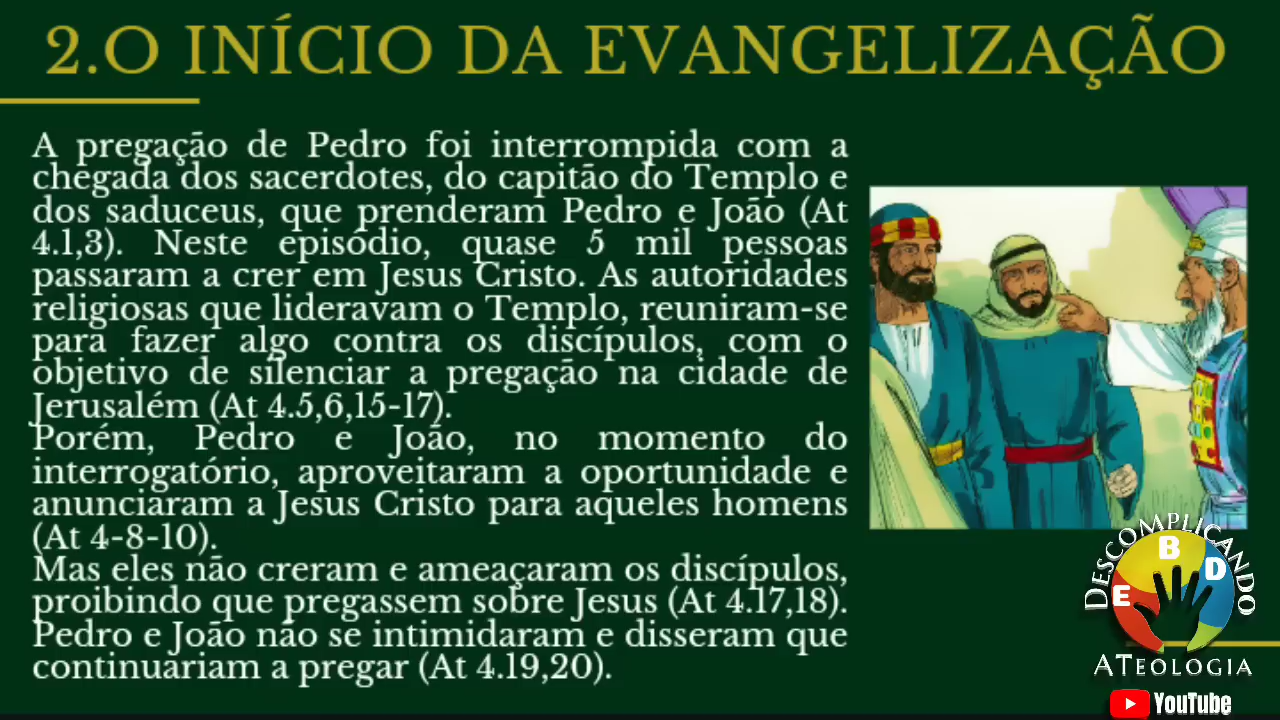 2.O INÍCIO DA EVANGELIZAÇÃO
A pregação de Pedro foi interrompida com a
chegada dos sacerdotes, do capitão do Templo e
dos saduceus, que prenderam Pedro e João (At
4.1,3). Neste episódio, quase 5 mil pessoas
passaram a crer em Jesus Cristo. As autoridades
religiosas que lideravam o Templo, reuniram-se
para fazer algo contra os discípulos, com o
objetivo de silenciar a pregação na cidade de
Jerusalém (At 4.5,6,15-17).
Porém, Pedro e João, no momento do
interrogatório, aproveitaram a oportunidade e
anunciaram a Jesus Cristo para aqueles homens
(At 4-8-10).
Mas eles não creram e ameaçaram os discípulos,
proibindo que pregassem sobre Jesus (At 4.17,18).
Pedro e João não se intimidaram e disseram que
continuariam a pregar (At 4.19,20).
DESCOMPLICANDO
E B D
A TEOLOGIA
YouTube